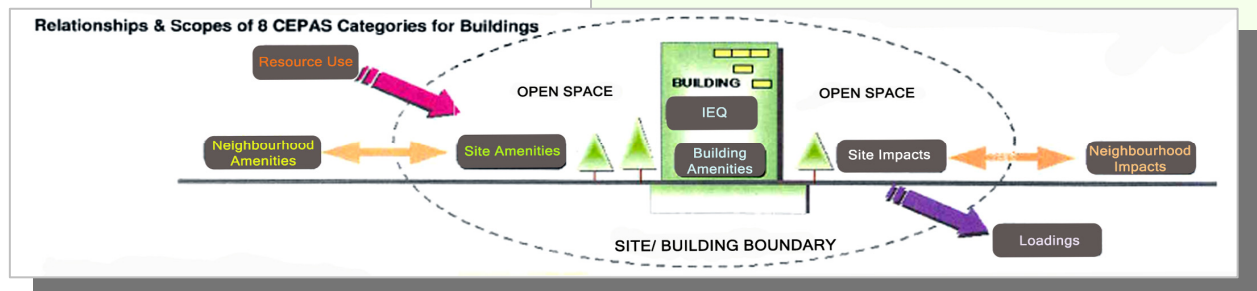 Relationships & Scopes of 8 CEPAS Categories for Buildings
Resource Use
OPEN SPACE
BUILDING
OPEN SPACE
IEQ
Neighbourhood
Amenities
Site Amenities
Building
Amenities
Site Impacts
Neighbourhood
Impacts
SITE/ BUILDING BOUNDARY
Loadings